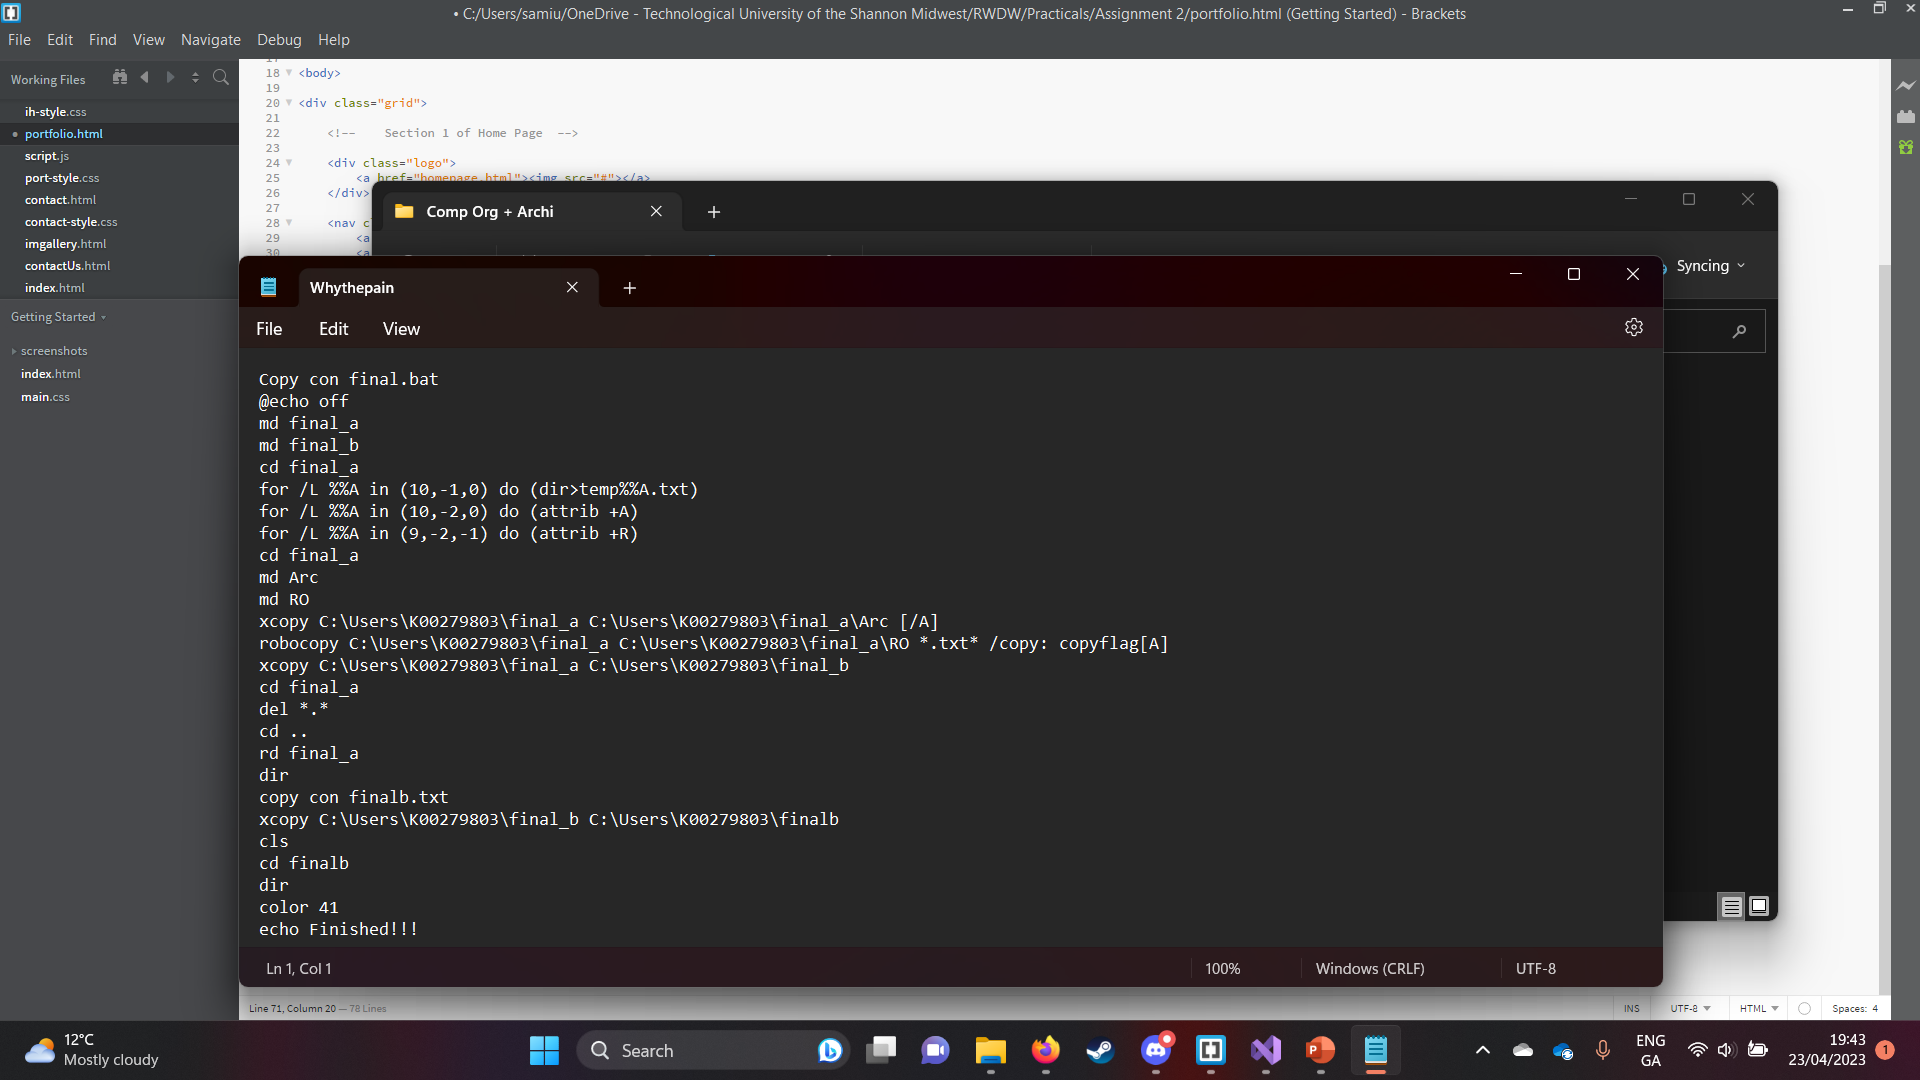 • C:/Users/samiu/OneDrive - Technological University of the Shannon Midwest/RWDW/Practicals/Assignment 2/portfolio.html (Getting Started) - Brackets
File Edit Find View Navigate Debug Help
Working Files
ih-style.css
portfolio.html
script.js
port-style.css
contact.html
contact-style.css
imgallery.html
contactUs.html
index.html
Getting Started
screenshots
index.html
main.css
17
18 <body>
19
20 <div class="grid">
21
22 <!-- Section 1 of Home Page -->
23
24 <div class="logo">
25 <a href="homepage.html"><img src="#"></a>
26 </div>
27
28 <nav c
29 <a
30 <a
Comp Org + Archi
Syncing
Whythepain
File Edit View
Copy con final.bat
@echo off
md final_a
md final_b
cd final_a
for /L %%A in (10,-1,0) do (dir>temp%%A.txt)
for /L %%A in (10,-2,0) do (attrib +A)
for /L %%A in (9,-2,-1) do (attrib +R)
cd final_a
md Arc
md RO
xcopy C:\Users\K00279803\final_a C:\Users\K00279803\final_a\Arc [/A]
robocopy C:\Users\K00279803\final_a C:\Users\K00279803\final_a\RO *.txt* /copy: copyflag[A]
xcopy C:\Users\K00279803\final_a C:\Users\K00279803\final_b
cd final_a
del *.*
cd ..
rd final_a
dir
copy con finalb.txt
xcopy C:\Users\K00279803\final_b C:\Users\K00279803\finalb
cls
cd finalb
dir
color 41
echo Finished!!!
Ln 1, Col 1 100% Windows (CRLF) UTF-8
Line 71, Column 20 — 78 Lines INS UTF-8 HTML Spaces: 4
12°C
Mostly cloudy
Search
ENG
GA
19:43
23/04/2023
1